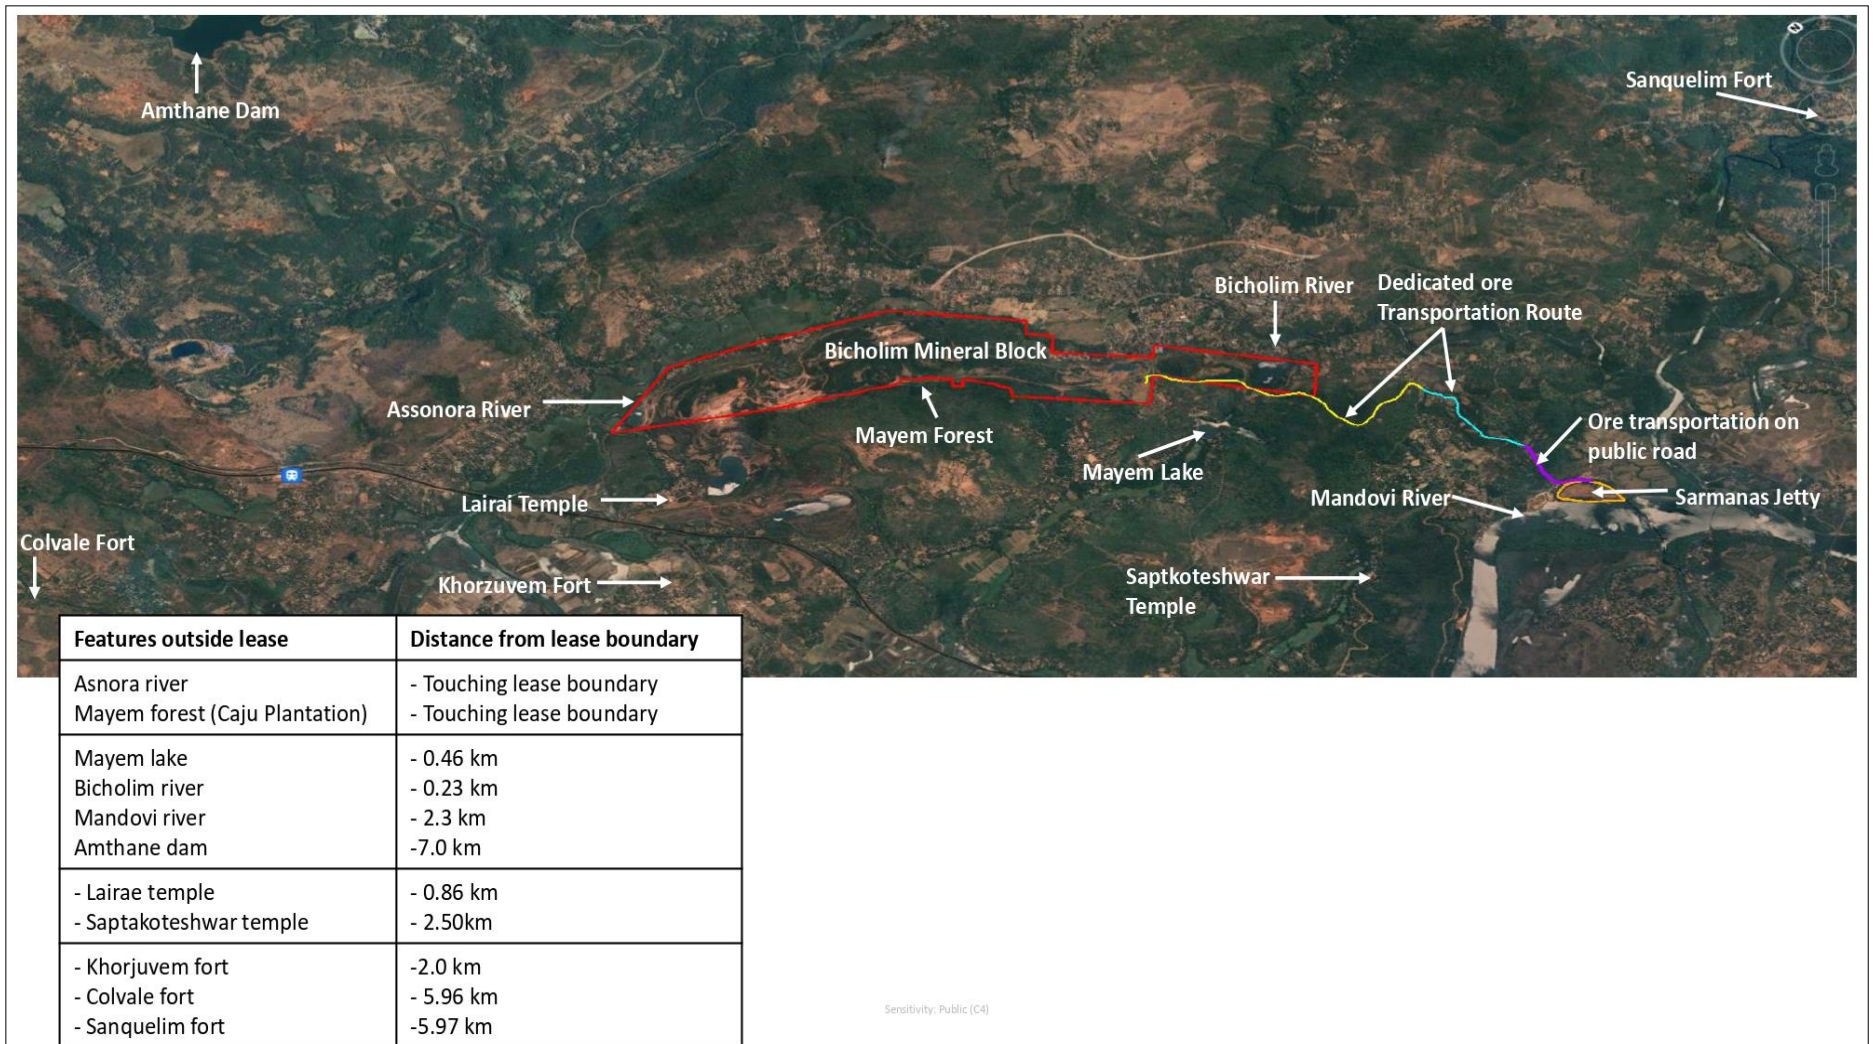 Amthane Dam
Sanquelim Fort
Bicholim River
Dedicated ore
Transportation Route
Bicholim Mineral Block
Assonora River
Mayem Forest
Mayem Lake
Ore transportation on
public road
Lairai Temple
Mandovi River
Sarmanas Jetty
Colvale Fort
Khorzuvem Fort
Saptkoteshwar
Temple
Features outside lease Distance from lease boundary
Asnora river - Touching lease boundary
Mayem forest (Caju Plantation) - Touching lease boundary
Mayem lake - 0.46 km
Bicholim river - 0.23 km
Mandovi river - 2.3 km
Amthane dam -7.0 km
- Lairae temple - 0.86 km
- Saptakoteshwar temple - 2.50km
- Khorjuvem fort -2.0 km
- Colvale fort - 5.96 km
- Sanquelim fort -5.97 km
Sensitivity: Public (C4)